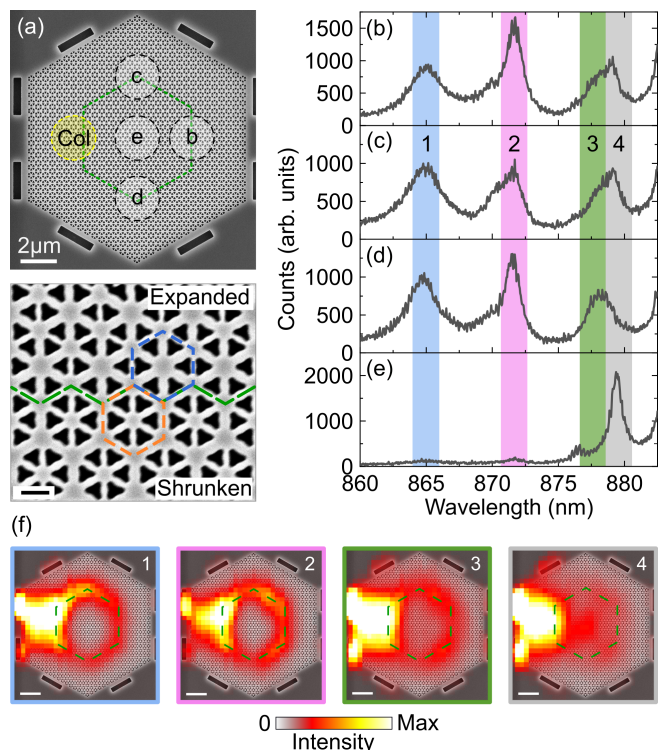 (a)
c
Col
e
b
d
2μm
Expanded
Shrunken
(b)
1500
1000
500
0
(c)
1
2
3
4
1000
500
0
(d)
1000
500
0
(e)
2000
1000
0
860
865
870
875
880
Wavelength (nm)
Counts (arb. units)
(f)
1
2
3
4
0
Max
Intensity